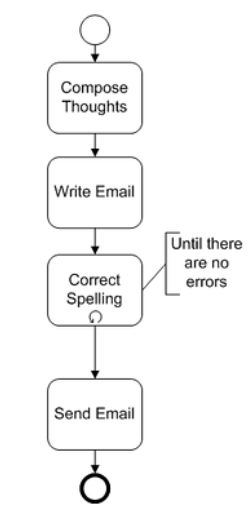 Compose
Thoughts
Write Email
Correct
Spelling
Until there
are no
errors
Send Email